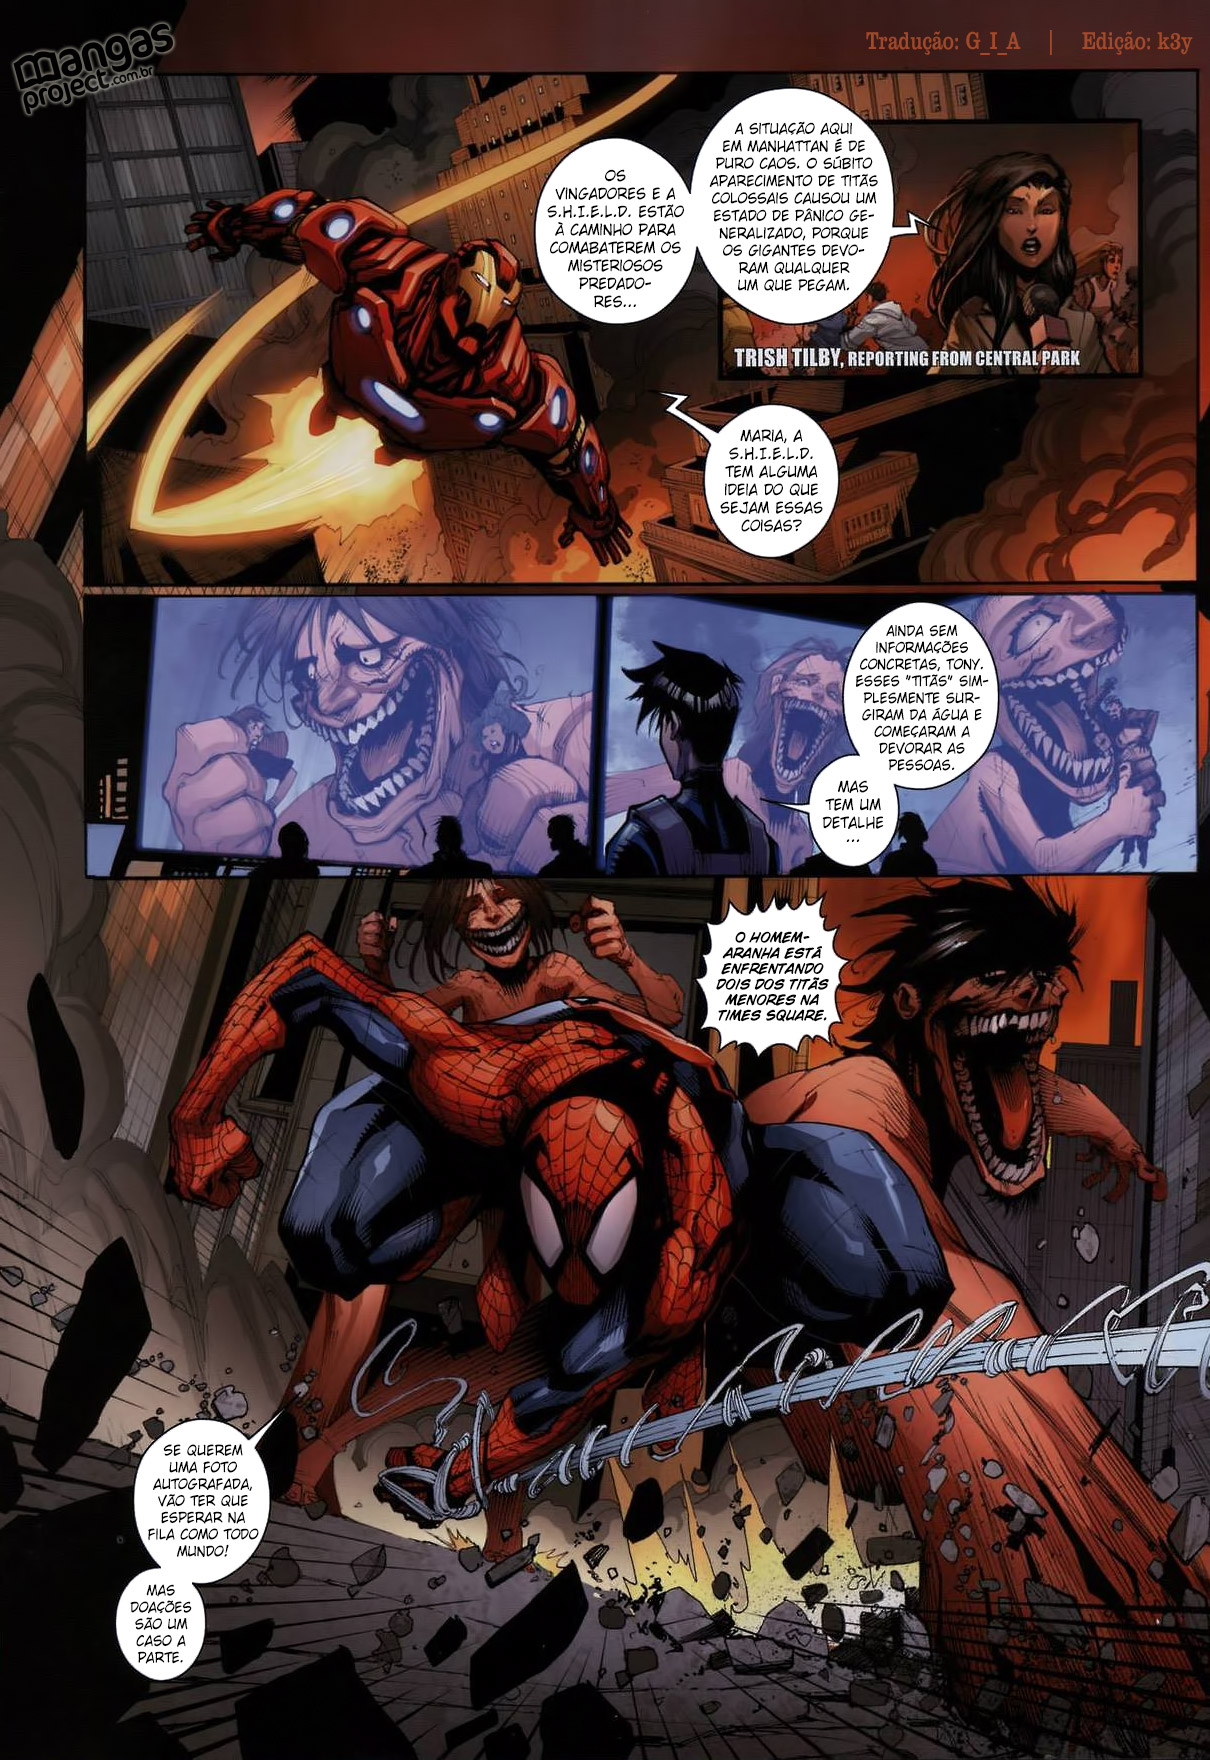 mangas
project.com.br
Tradução: G_I_A | Edição: k3y
A SITUAÇÃO AQUI
EM MANHATTAN É DE
PURO CAOS. O SÚBITO
APARECIMENTO DE TITÃS
COLOSSAIS CAUSOU UM
ESTADO DE PÂNICO GE-
NERALIZADO, PORQUE
OS GIGANTES DEVO-
RAM QUALQUER
UM QUE PEGAM.
OS
VINGADORES E A
S.H.I.E.L.D. ESTÃO
À CAMINHO PARA
COMABATEREM OS
MISTERIOSOS
PREDADO-
RES...
TRISH TILBY, REPORTING FROM CENTRAL PARK
MARIA, A
S.H.I.E.L.D.
TEM ALGUMA
IDEIA DO QUE
SEJAM ESSAS
COISAS?
AINDA SEM
INFORMAÇÕES
CONCRETAS, TONY.
ESSES "TITÃS" SIM-
PLESMENTE SUR-
GIRAM DA ÁGUA E
COMEÇARAM A
DEVORAR AS
PESSOAS.
MAS
TEM UM
DETALHE
...
O HOMEM-
ARANHA ESTÁ
ENFRENTANDO
DOIS DOS TITÃS
MENORES NA
TIMES SQUARE.
SE QUEREM
UMA FOTO
AUTOGRAFADA,
VÃO TER QUE
ESPERAR NA
FILA COMO TODO
MUNDO!
MAS
DOAÇÕES
SÃO UM
CASO A
PARTE.